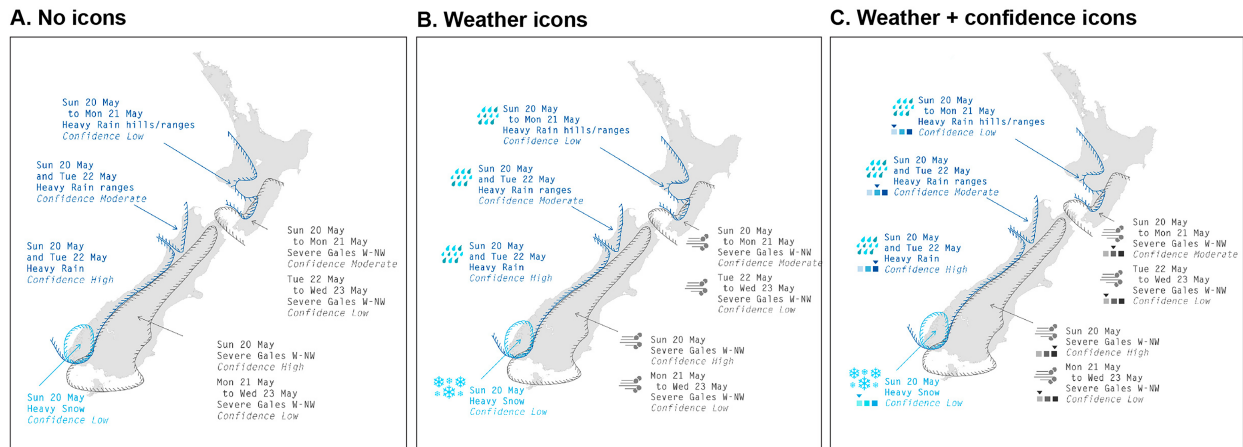 A. No icons
Sun 20 May
to Mon 21 May
Heavy Rain hills/ranges
Confidence Low
Sun 20 May
and Tue 22 May
Heavy Rain ranges
Confidence Moderate
Sun 20 May
and Tue 22 May
Heavy Rain
Confidence High
Sun 20 May
to Mon 21 May
Severe Gales W-NW
Confidence Moderate
Tue 22 May
to Wed 23 May
Severe Gales W-NW
Confidence Low
Sun 20 May
Severe Gales W-NW
Confidence High
Mon 21 May
to Wed 23 May
Severe Gales W-NW
Confidence Low
Sun 20 May
Heavy Snow
Confidence Low
B. Weather icons
Sun 20 May
to Mon 21 May
Heavy Rain hills/ranges
Confidence Low
Sun 20 May
and Tue 22 May
Heavy Rain ranges
Confidence Moderate
Sun 20 May
and Tue 22 May
Heavy Rain
Confidence High
Sun 20 May
to Mon 21 May
Severe Gales W-NW
Confidence Moderate
Tue 22 May
to Wed 23 May
Severe Gales W-NW
Confidence Low
Sun 20 May
Severe Gales W-NW
Confidence High
Mon 21 May
to Wed 23 May
Severe Gales W-NW
Confidence Low
Sun 20 May
Heavy Snow
Confidence Low
C. Weather + confidence icons
Sun 20 May
to Mon 21 May
Heavy Rain hills/ranges
Confidence Low
Sun 20 May
and Tue 22 May
Heavy Rain ranges
Confidence Moderate
Sun 20 May
and Tue 22 May
Heavy Rain
Confidence High
Sun 20 May
to Mon 21 May
Severe Gales W-NW
Confidence Moderate
Tue 22 May
to Wed 23 May
Severe Gales W-NW
Confidence Low
Sun 20 May
Severe Gales W-NW
Confidence High
Mon 21 May
to Wed 23 May
Severe Gales W-NW
Confidence Low
Sun 20 May
Heavy Snow
Confidence Low